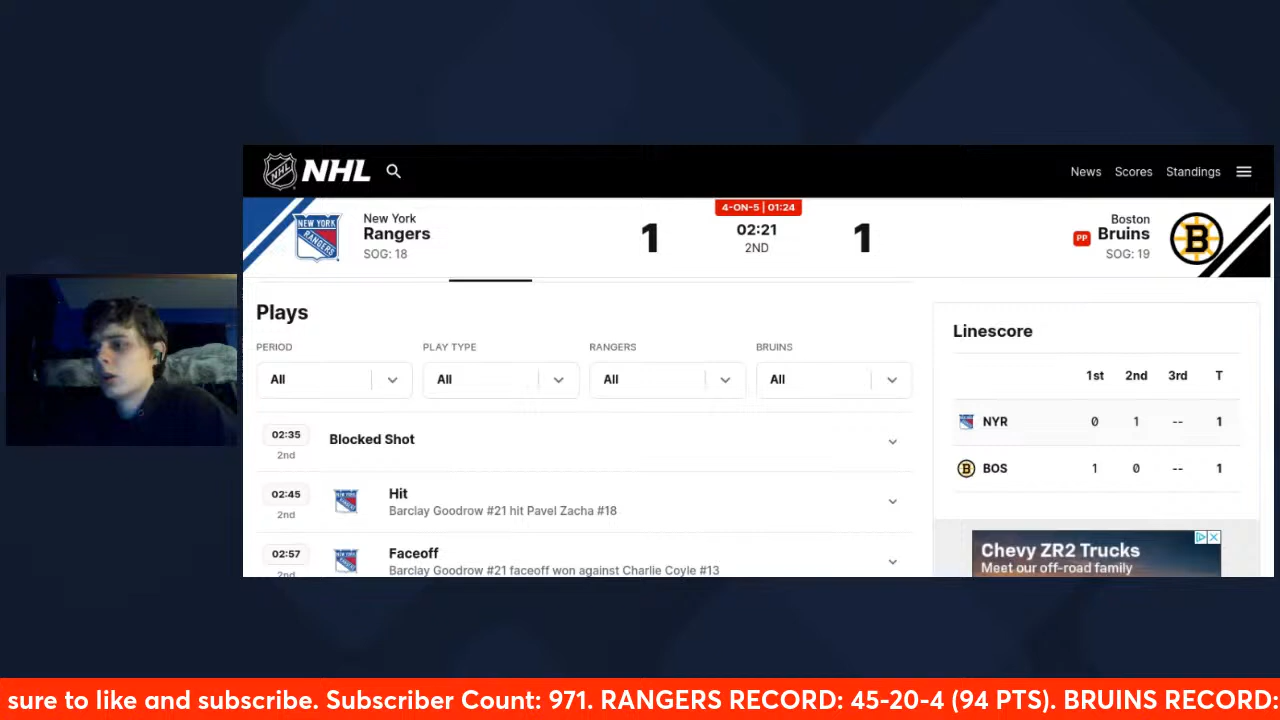 NHL
NHL
News Scores Standings
4-ON-5 | 01:24
NEW YORK
RANGERS
New York
Rangers
SOG: 18
1
02:21
2ND
1
Boston
PP Bruins
SOG: 19
B
Plays
PERIOD PLAY TYPE RANGERS BRUINS
All All All All
02:35 Blocked Shot
2nd
02:45 Hit
2nd Barclay Goodrow #21 hit Pavel Zacha #18
02:57 Faceoff
2nd Barclay Goodrow #21 faceoff won against Charlie Coyle #13
Linescore
1st 2nd 3rd T
NYR 0 1 -- 1
BOS 1 0 -- 1
Chevy ZR2 Trucks
Meet our off-road family
sure to like and subscribe. Subscriber Count: 971. RANGERS RECORD: 45-20-4 (94 PTS). BRUINS RECORD: